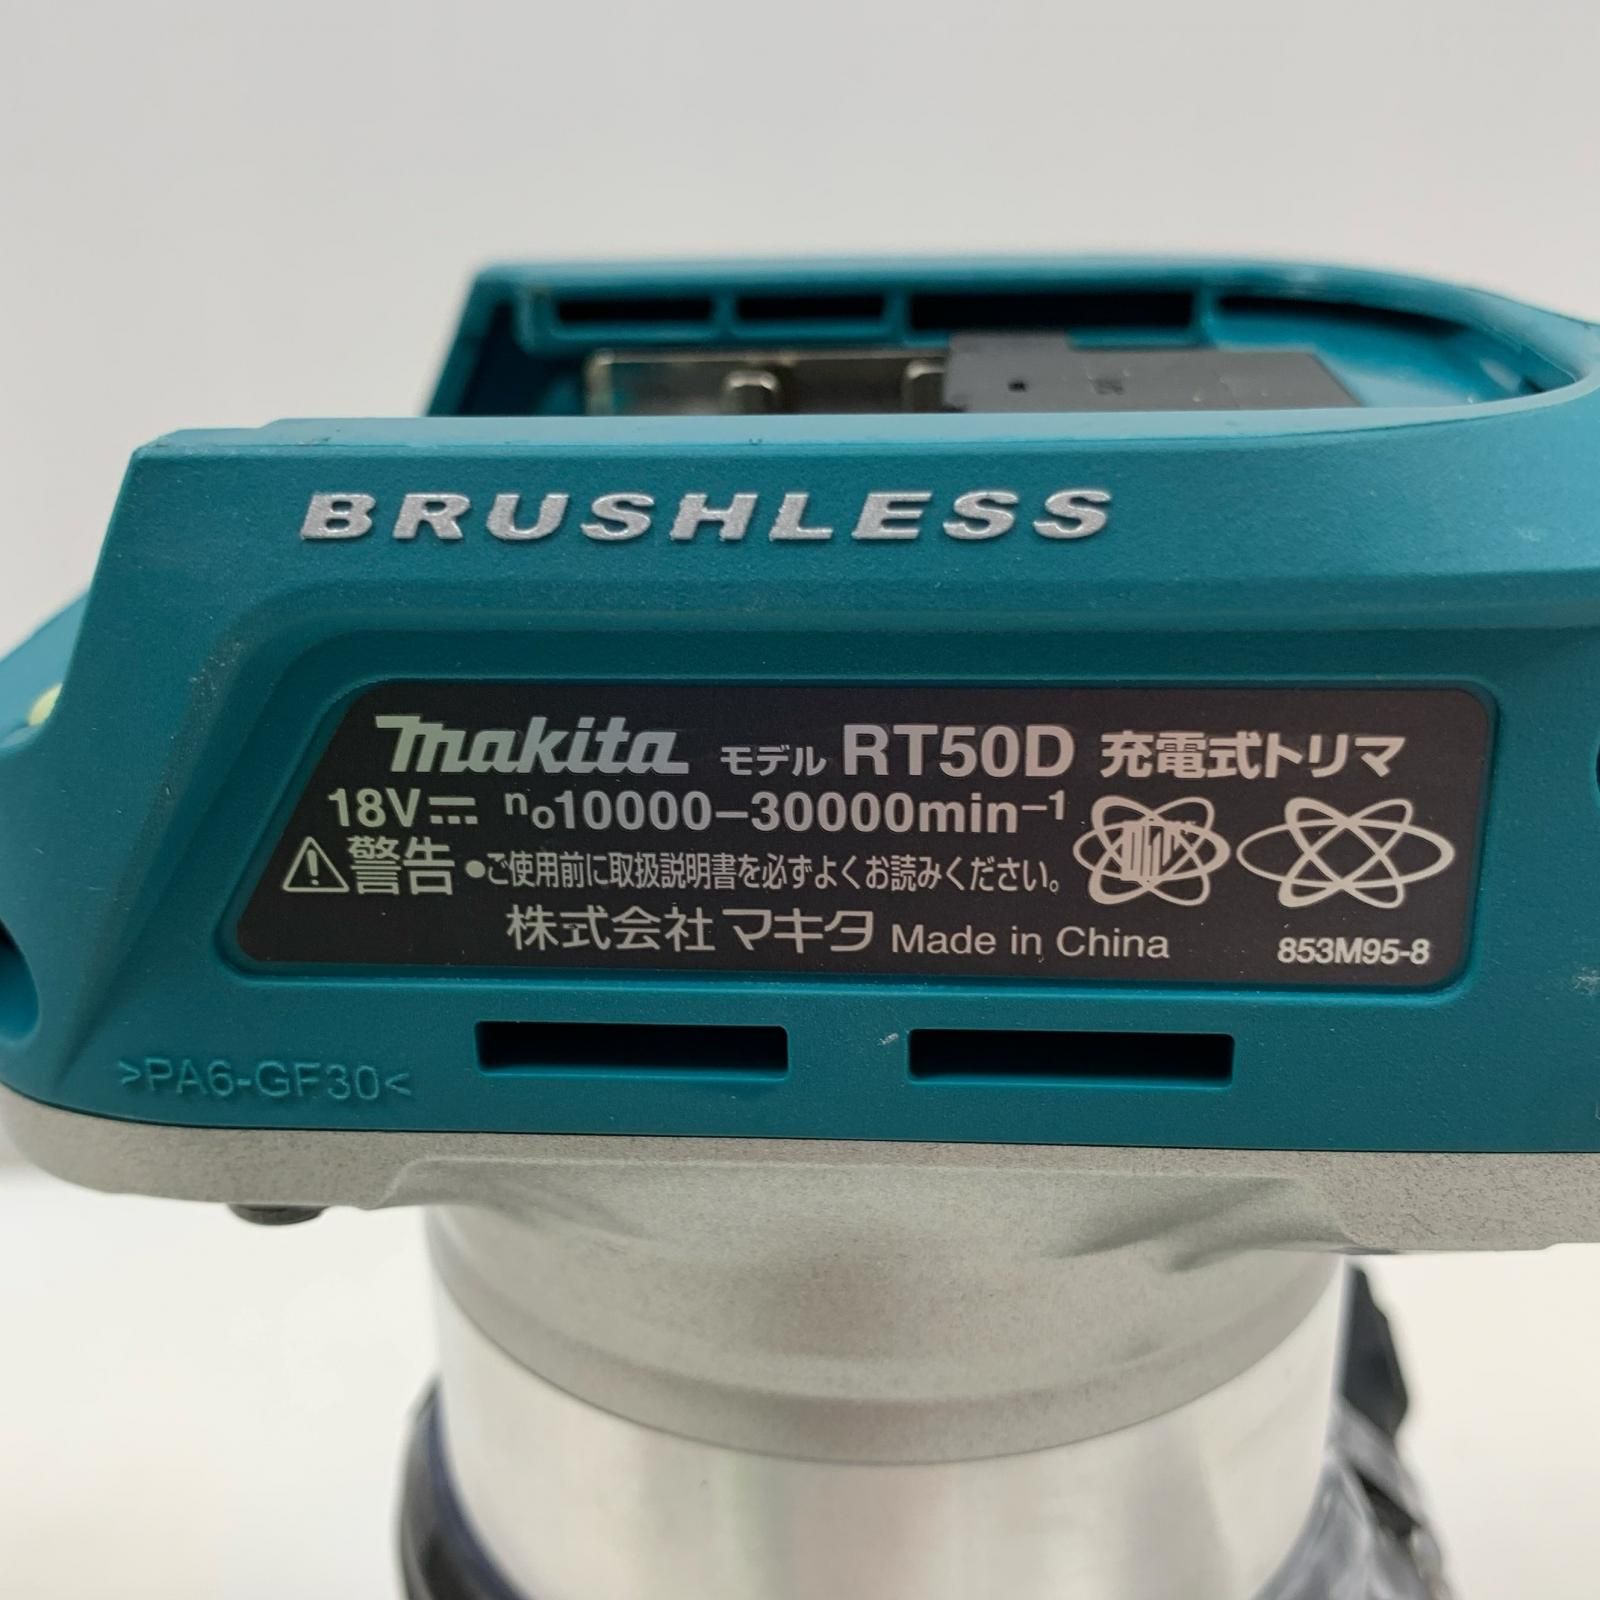 BRUSHLESS
makita モデル RT50D 充電式トリマ
18V⎓ n₀10000−30000min⁻¹
⚠警告 ●ご使用前に取扱説明書を必ずよくお読みください。
株式会社マキタ Made in China 853M95-8
>PA6-GF30<